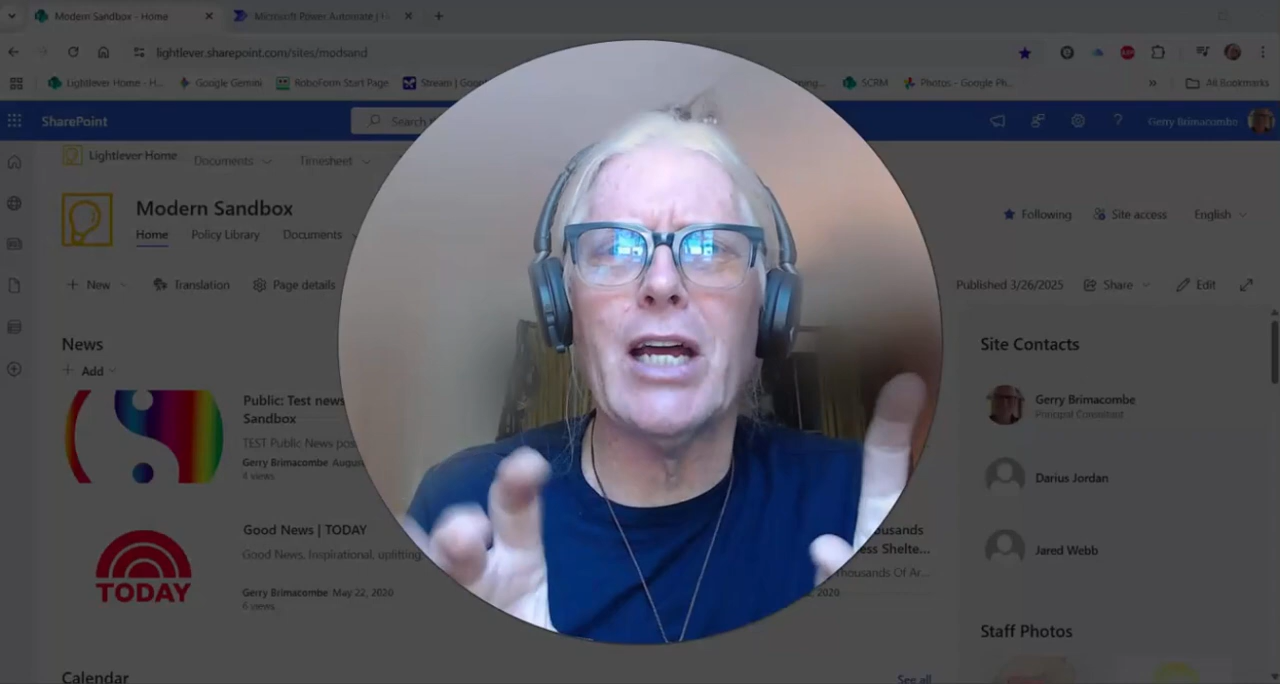 Modern Sandbox - Home
Microsoft Power Automate |
lightlever.sharepoint.com/sites/modsand
Lightlever Home - H...
Google Gemini
RoboForm Start Page
Stream | Goo
SCRM
Photos - Google Ph...
All Bookmarks
SharePoint
Search
Gerry Brimacombe
Lightlever Home
Documents
Timesheet
Modern Sandbox
Following
Site access
English
Home
Policy Library
Documents
New
Translation
Page details
Published 3/26/2025
Share
Edit
News
Add
Public: Test news
Sandbox
TEST Public News pos
Gerry Brimacombe
4 views
Good News | TODAY
Good News, Inspirational, uplifting
Gerry Brimacombe May 22, 2020
6 views
TODAY
ess Shelte...
Thousands Of Ar...
2020
Site Contacts
Gerry Brimacombe
Principal Consultant
Darius Jordan
Jared Webb
Staff Photos
Calendar
See all